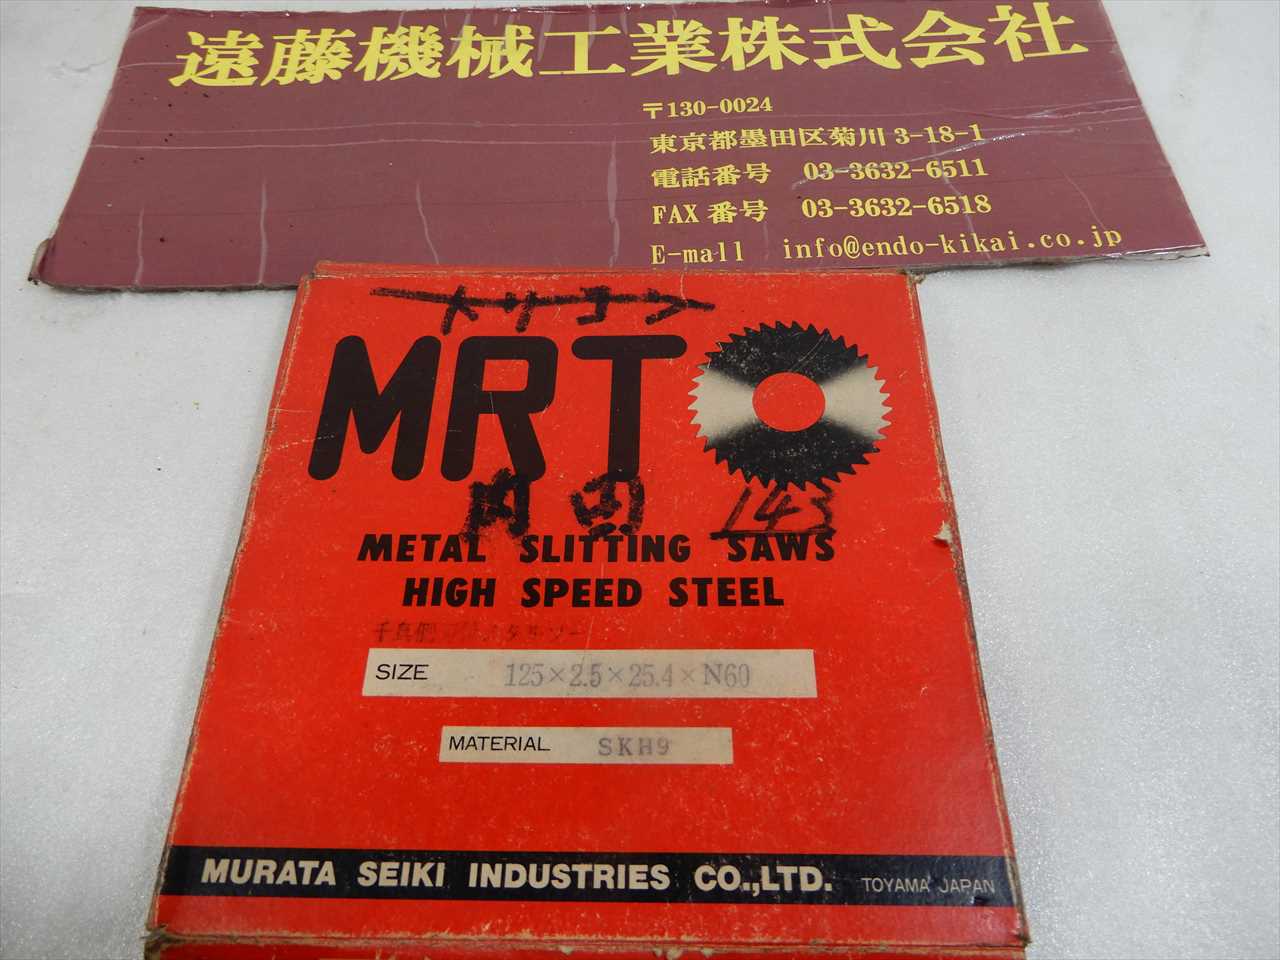 遠藤機械工業株式会社
〒130-0024
東京都墨田区菊川 3-18-1
電話番号 03-3632-6511
FAX 番号 03-3632-6518
E-mall info@endo-kikai.co.jp
MRT
143
METAL SLITTING SAWS
HIGH SPEED STEEL
SIZE 125×2.5×25.4×N60
MATERIAL SKH9
MURATA SEIKI INDUSTRIES CO.,LTD. TOYAMA JAPAN